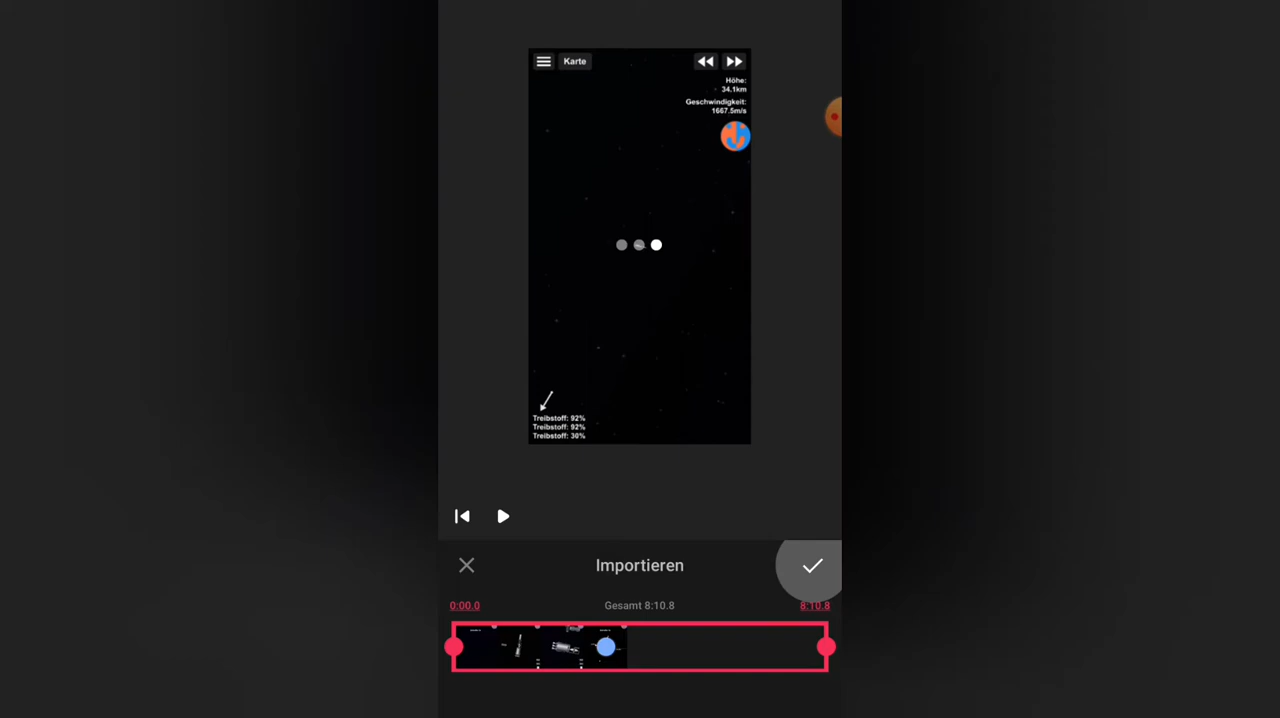 Karte
Höhe:
34.1km
Geschwindigkeit:
1667.5m/s
Treibstoff: 92%
Treibstoff: 92%
Treibstoff: 30%
Importieren
0:00.0 Gesamt 8:10.8 8:10.8